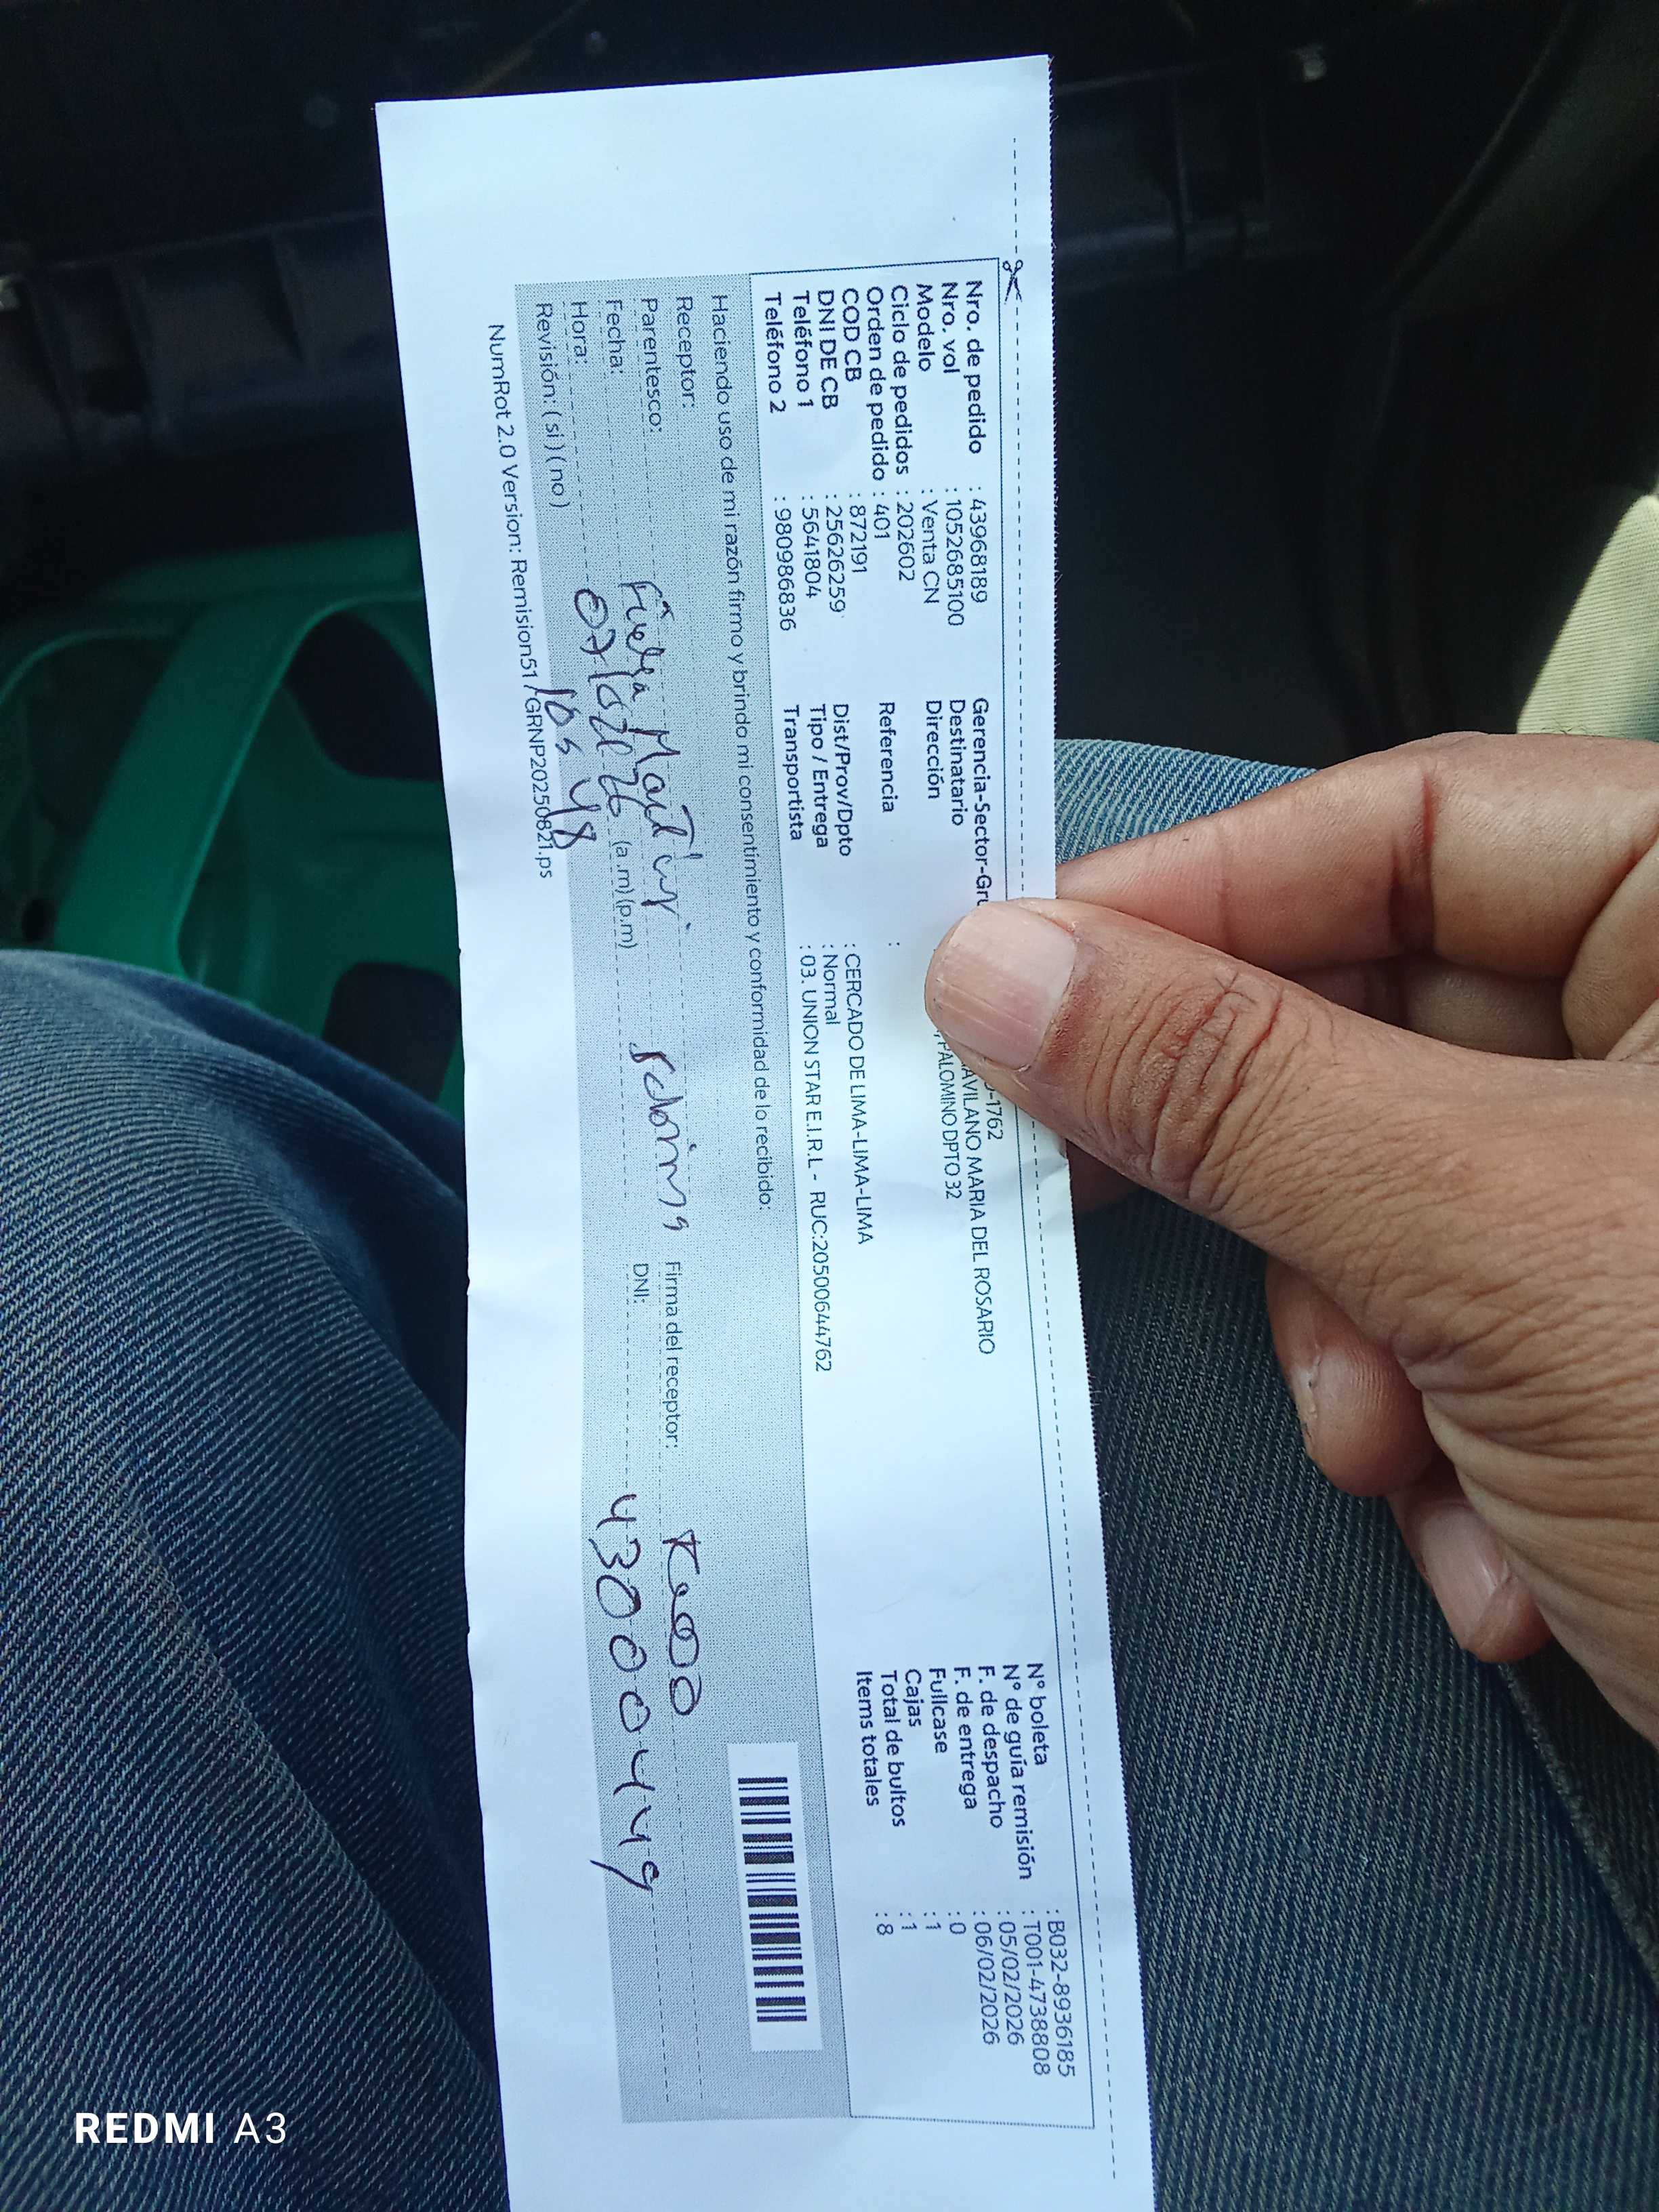 Nro. de pedido : 43968189
Nro. vol : 1052685100
Modelo : Venta CN
Ciclo de pedidos : 202602
Orden de pedido : 401
COD CB : 872191
DNI DE CB : 25626259
Teléfono 1 : 5641804
Teléfono 2 : 980986836
Gerencia-Sector-Gru
-1762
Destinatario
AVILANO MARIA DEL ROSARIO
Dirección
PALOMINO DPTO 32
Referencia :
Dist/Prov/Dpto : CERCADO DE LIMA-LIMA-LIMA
Tipo / Entrega : Normal
Transportista : 03. UNION STAR E.I.R.L - RUC:20500644762
N° boleta : B032-8936185
N° de guía remisión : T001-4738808
F. de despacho : 05/02/2026
F. de entrega : 06/02/2026
Fullcase : 0
Cajas : 1
Total de bultos : 1
Items totales : 8
Haciendo uso de mi razón firmo y brindo mi consentimiento y conformidad de lo recibido:
Receptor:
Firma del receptor:
Parentesco:
DNI: 43000449
Fecha: (a.m)(p.m)
Hora:
Revisión: ( si ) ( no )
NumRot 2.0 Version: Remision51/GRNP20250821.ps
REDMI A3